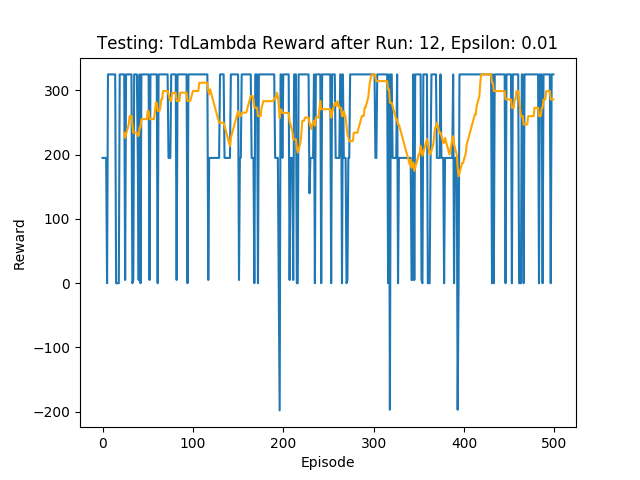 Testing: TdLambda Reward after Run: 12, Epsilon: 0.01
300
200
100
0
−100
−200
Reward
0 100 200 300 400 500
Episode